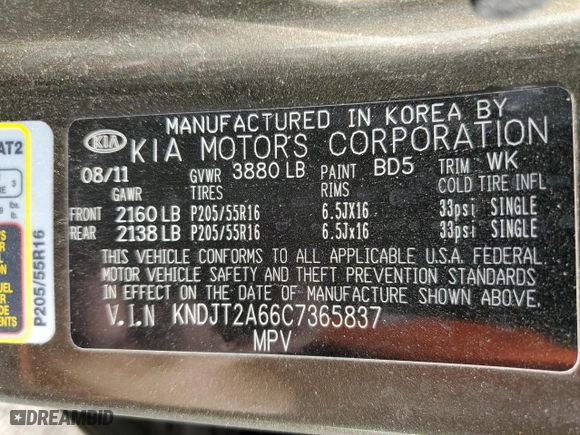 MANUFACTURED IN KOREA BY
KIA KIA MOTORS CORPORATION
08/11 GVWR 3880 LB PAINT BD5 TRIM WK
GAWR TIRES RIMS COLD TIRE INFL
FRONT 2160 LB P205/55R16 6.5JX16 33psi SINGLE
REAR 2138 LB P205/55R16 6.5Jx16 33psi SINGLE
THIS VEHICLE CONFORMS TO ALL APPLICABLE U.S.A. FEDERAL
MOTOR VEHICLE SAFETY AND THEFT PREVENTION STANDARDS
IN EFFECT ON THE DATE OF MANUFACTURE SHOWN ABOVE.
V.I.N KNDJT2A66C7365837
MPV
AT2
3
lbs.
lb.
P205/55R16
DREAMBID